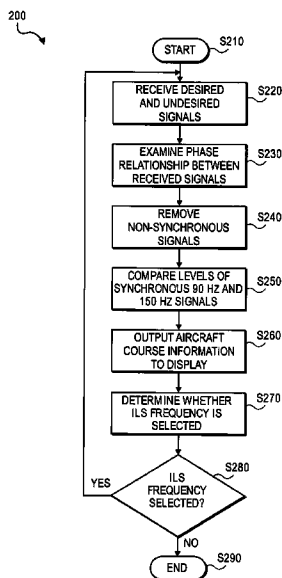 200
START
S210
RECEIVE DESIRED
AND UNDESIRED
SIGNALS
S220
EXAMINE PHASE
RELATIONSHIP BETWEEN
RECEIVED SIGNALS
S230
REMOVE
NON-SYNCHRONOUS
SIGNALS
S240
COMPARE LEVELS OF
SYNCHRONOUS 90 HZ AND
150 HZ SIGNALS
S250
OUTPUT AIRCRAFT
COURSE INFORMATION
TO DISPLAY
S260
DETERMINE WHETHER
ILS FREQUENCY IS
SELECTED
S270
YES
ILS
FREQUENCY
SELECTED?
S280
NO
END
S290